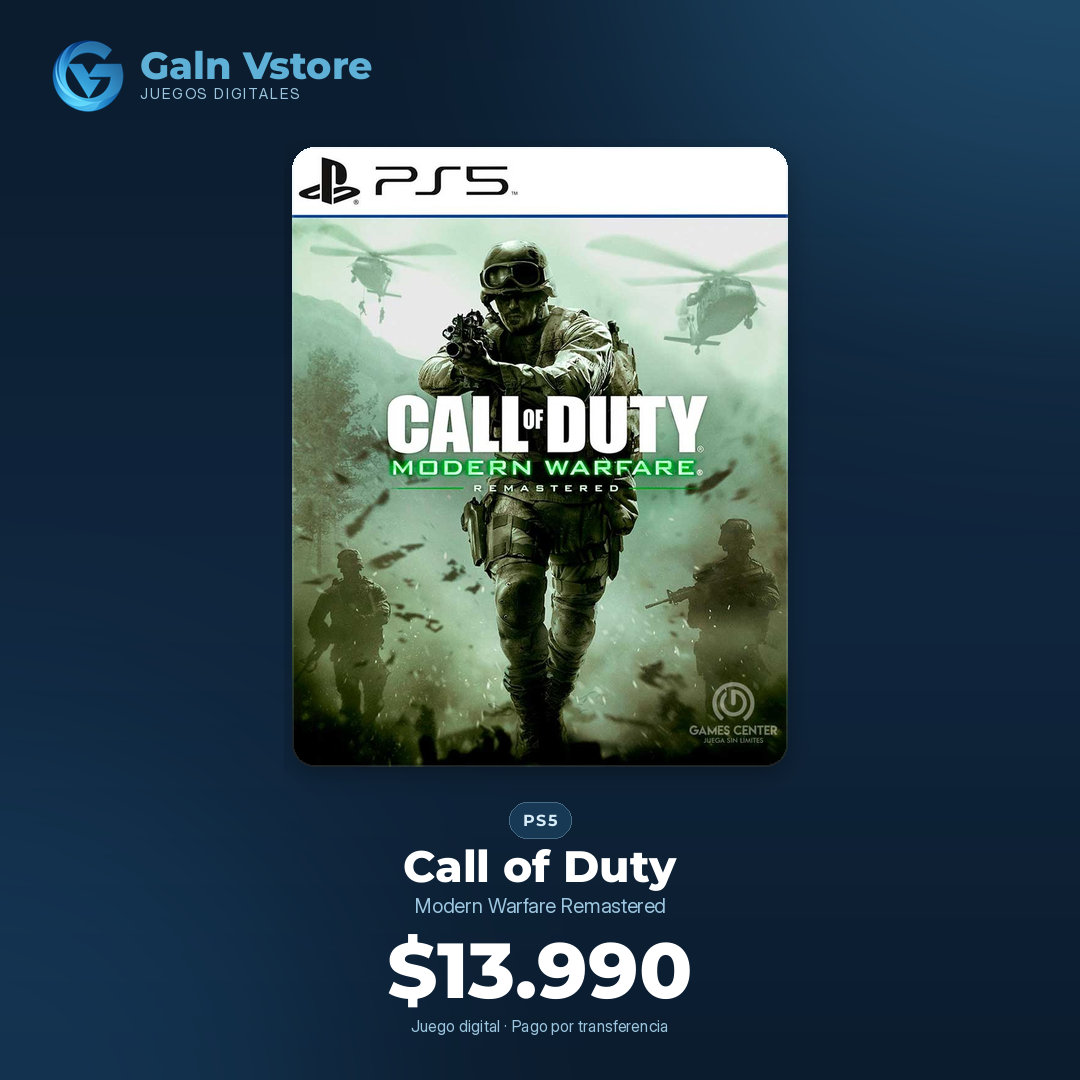 GaIn Vstore
JUEGOS DIGITALES
PS5
CALL OF DUTY
MODERN WARFARE
REMASTERED
GAMES CENTER
JUEGA SIN LIMITES
PS5
Call of Duty
Modern Warfare Remastered
$13.990
Juego digital · Pago por transferencia